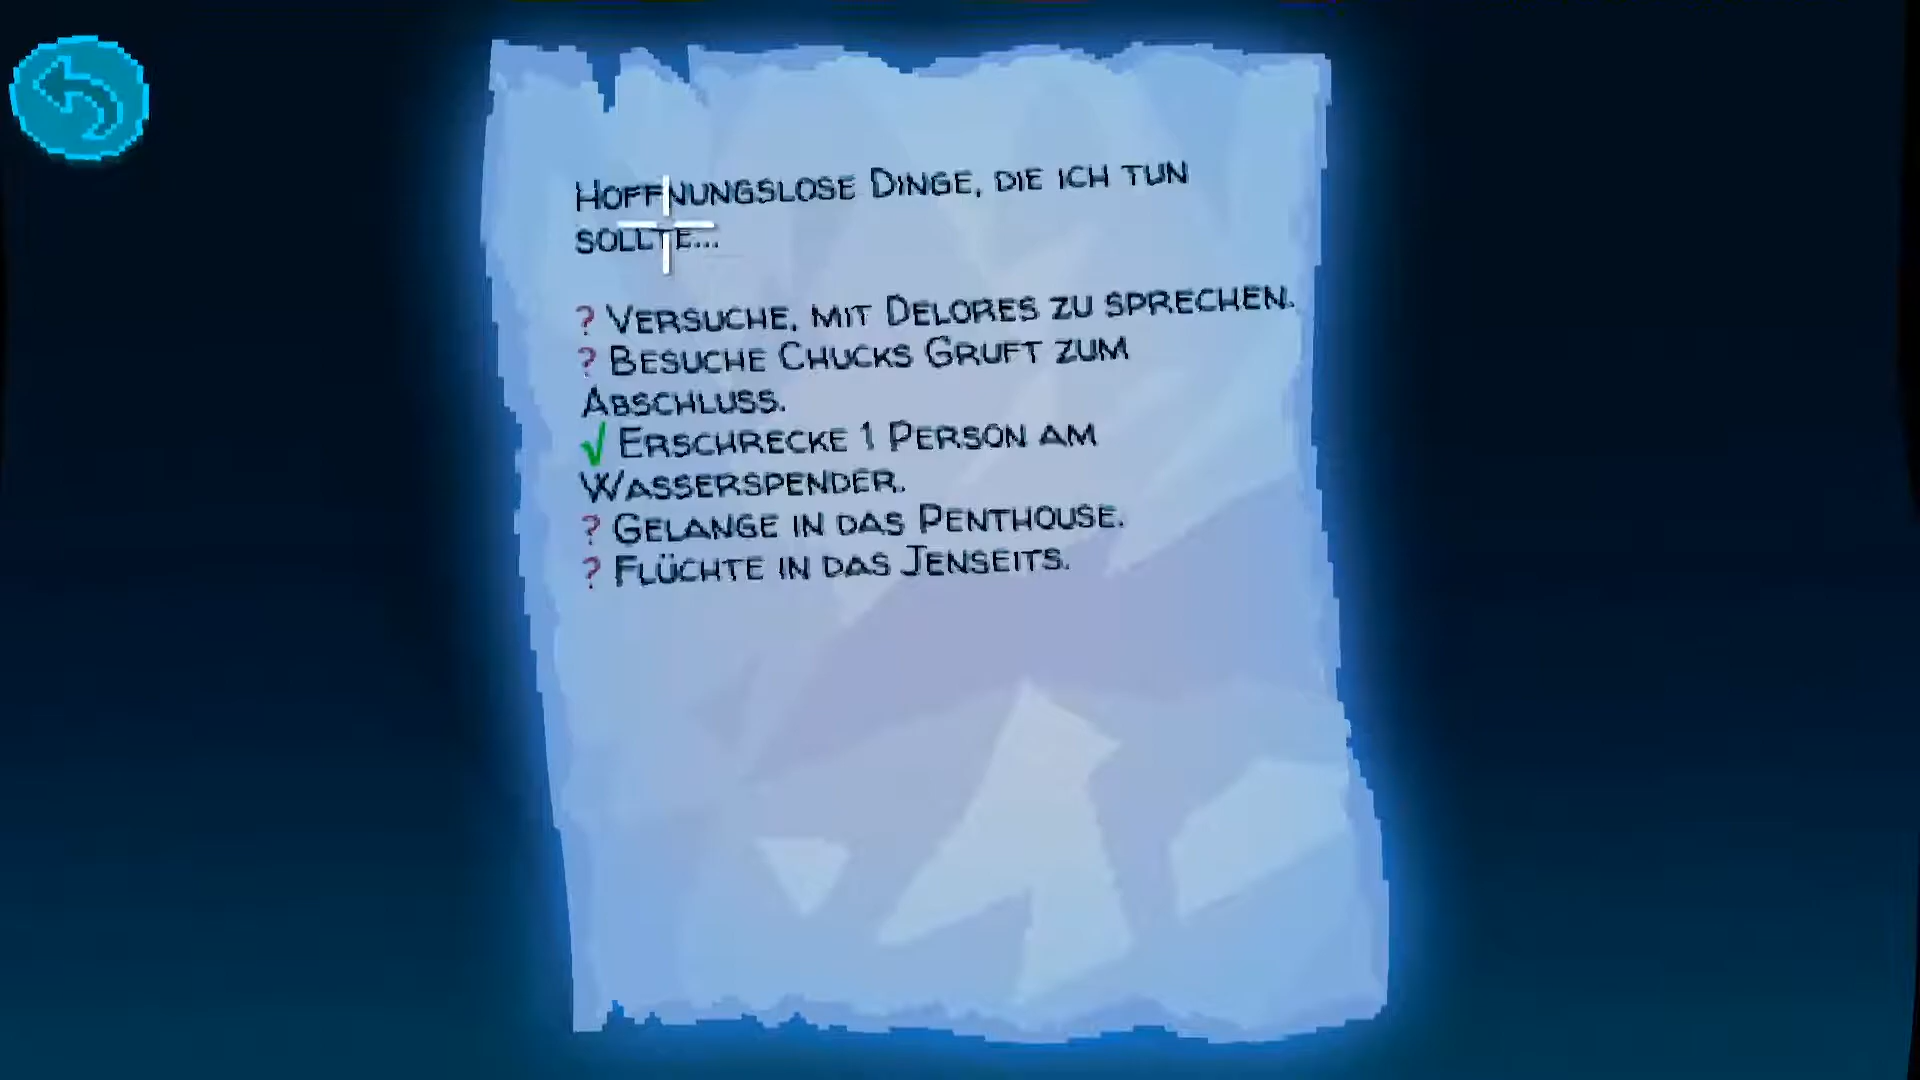 Hoffnungslose Dinge, die ich tun
sollte...
? Versuche, mit Delores zu sprechen.
? Besuche Chucks Gruft zum
Abschluss.
√ Erschrecke 1 Person am
Wasserspender.
? Gelange in das Penthouse.
? Flüchte in das Jenseits.